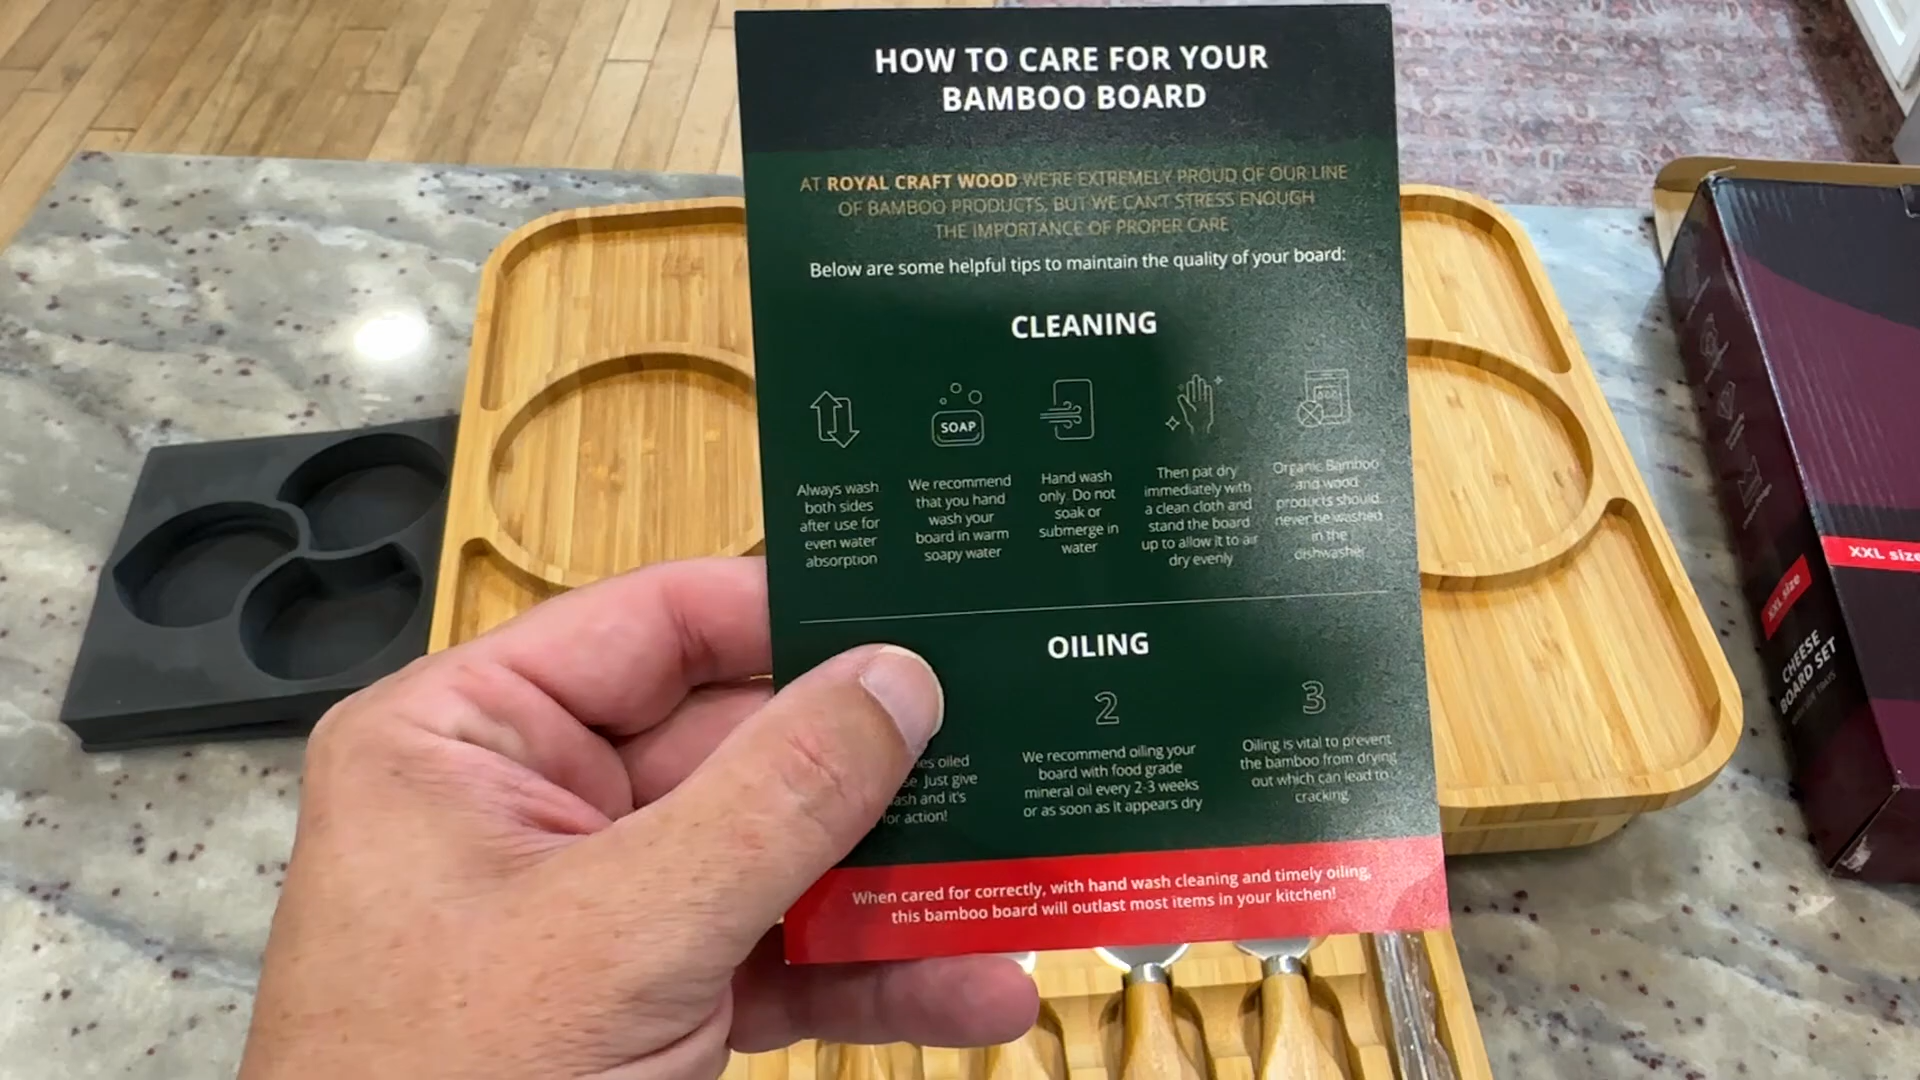 HOW TO CARE FOR YOUR
BAMBOO BOARD
AT ROYAL CRAFT WOOD WE'RE EXTREMELY PROUD OF OUR LINE
OF BAMBOO PRODUCTS, BUT WE CAN'T STRESS ENOUGH
THE IMPORTANCE OF PROPER CARE
Below are some helpful tips to maintain the quality of your board:
CLEANING
SOAP
Always wash
both sides
after use for
even water
absorption
We recommend
that you hand
wash your
board in warm
soapy water
Hand wash
only. Do not
soak or
submerge in
water
Then pat dry
immediately with
a clean cloth and
stand the board
up to allow it to air
dry evenly
Organic Bamboo
and wood
products should
never be washed
in the
dishwasher
OILING
oiled
Just give
and it's
for action!
2
We recommend oiling your
board with food grade
mineral oil every 2-3 weeks
or as soon as it appears dry
3
Oiling is vital to prevent
the bamboo from drying
out which can lead to
cracking.
When cared for correctly, with hand wash cleaning and timely oiling,
this bamboo board will outlast most items in your kitchen!
XXL size
XXL size
CHEESE
BOARD SET